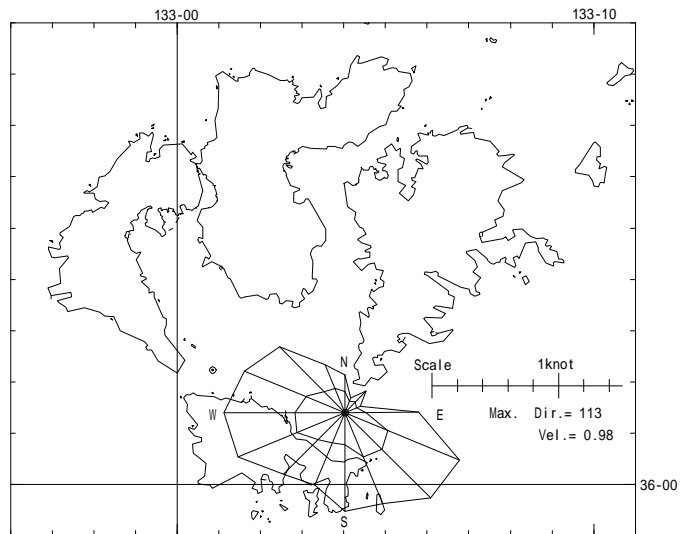 133-00 133-10
N
Scale 1knot
W E
Max. Dir.= 113
Vel.= 0.98
36-00
S